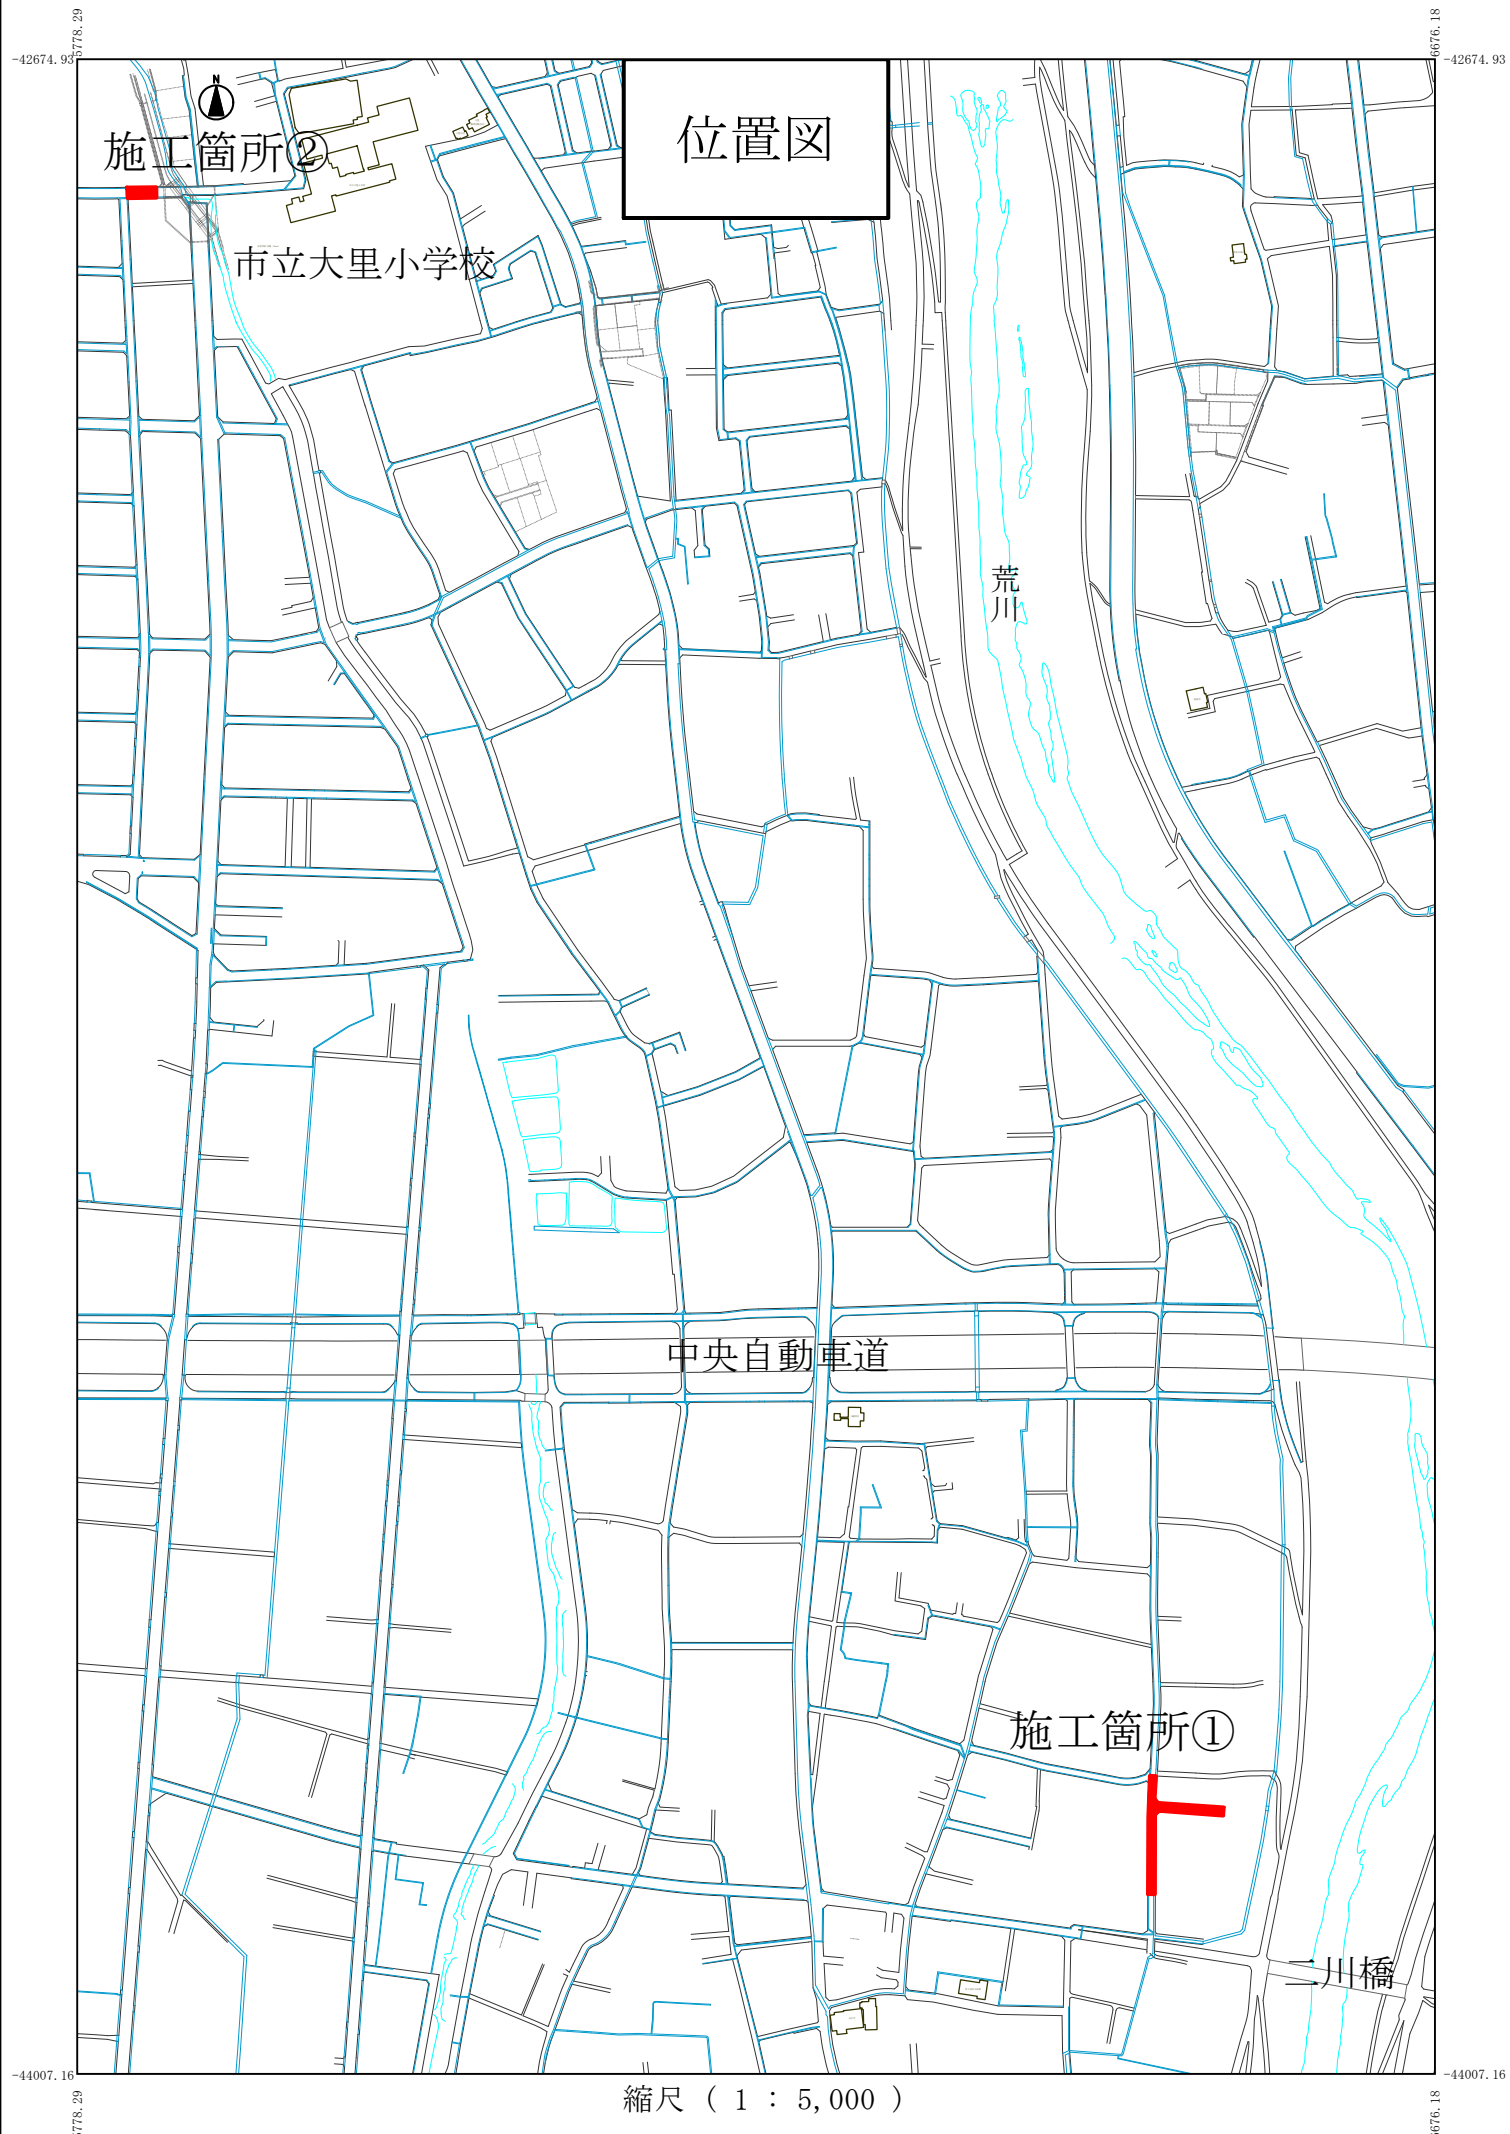 5778.29
6676.18
-42674.93
-42674.93
N
位置図
施工箇所②
市立大里小学校
荒川
中央自動車道
施工箇所①
二川橋
-44007.16
-44007.16
縮尺 ( 1 : 5,000 )
5778.29
6676.18